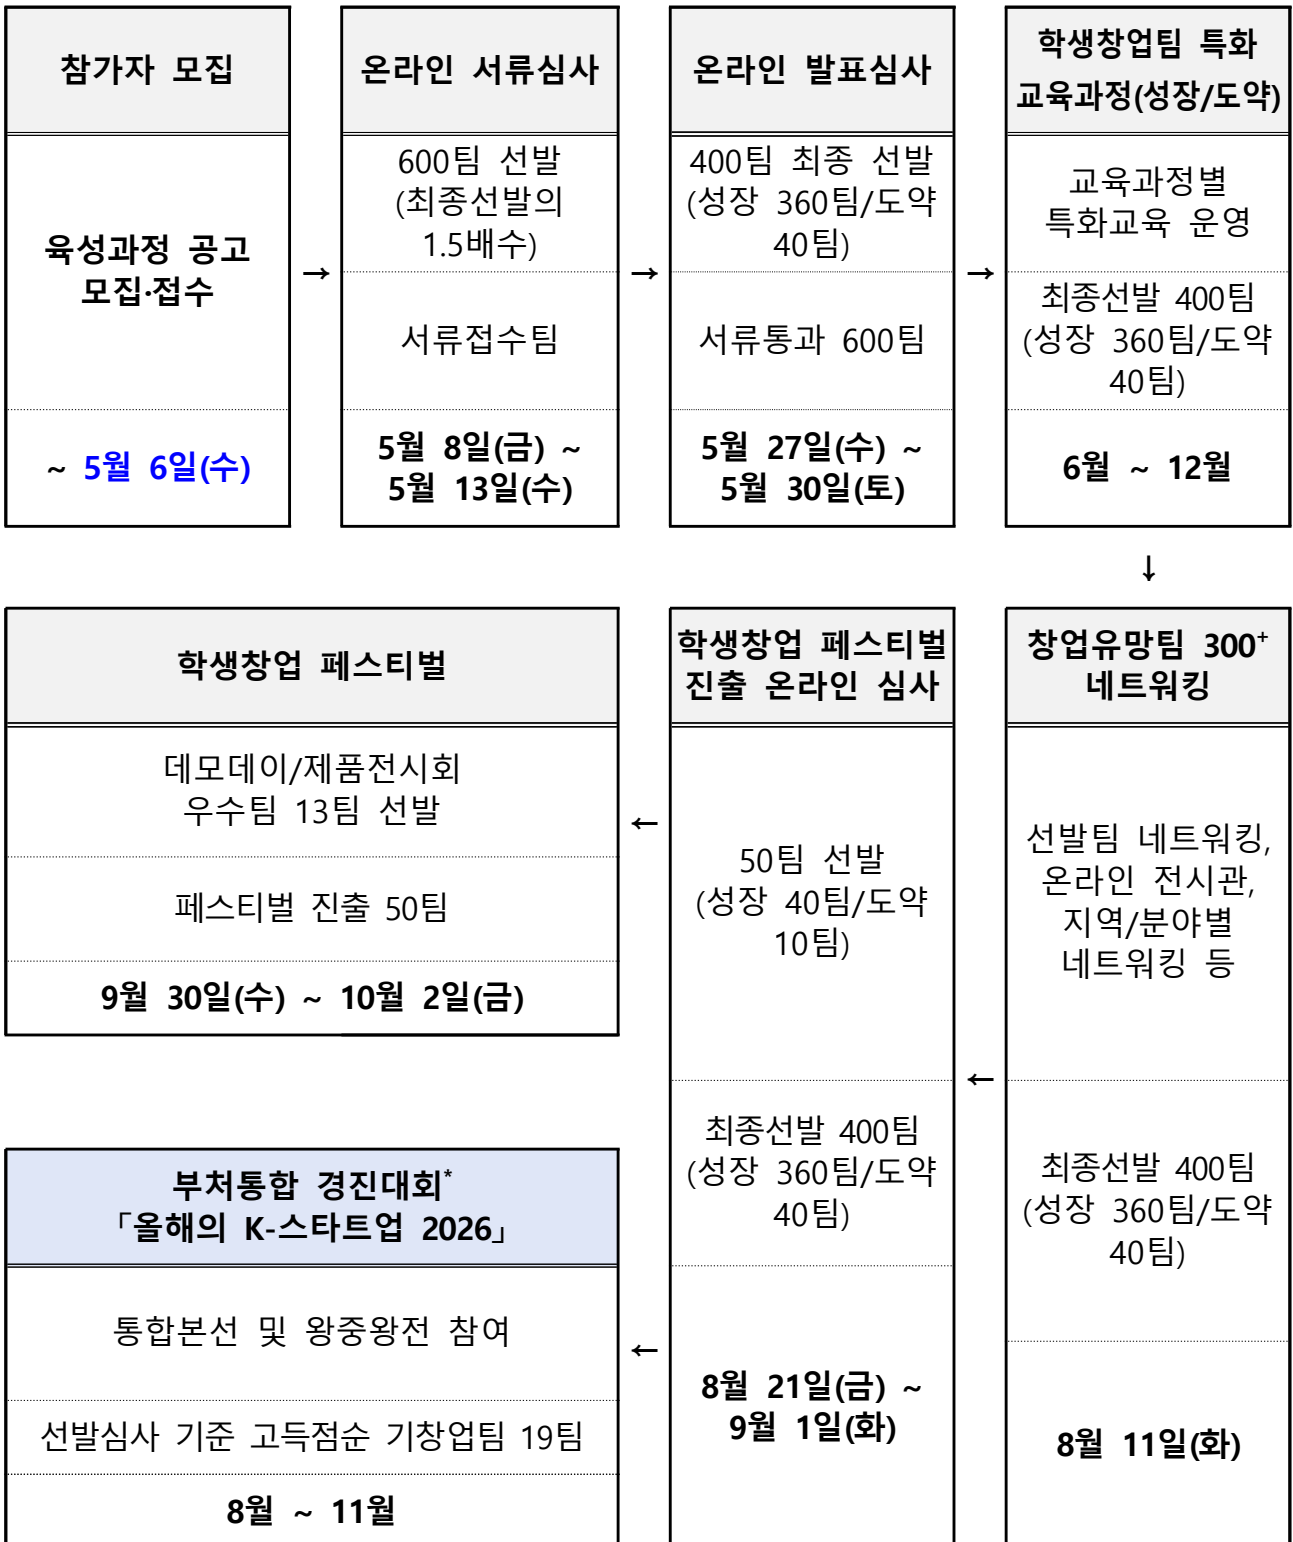 참가자 모집
육성과정 공고
모집·접수
~ 5월 6일(수)
→
온라인 서류심사
600팀 선발
(최종선발의
1.5배수)
서류접수팀
5월 8일(금) ~
5월 13일(수)
→
온라인 발표심사
400팀 최종 선발
(성장 360팀/도약
40팀)
서류통과 600팀
5월 27일(수) ~
5월 30일(토)
→
학생창업팀 특화
교육과정(성장/도약)
교육과정별
특화교육 운영
최종선발 400팀
(성장 360팀/도약
40팀)
6월 ~ 12월
↓
창업유망팀 300+
네트워킹
선발팀 네트워킹,
온라인 전시관,
지역/분야별
네트워킹 등
최종선발 400팀
(성장 360팀/도약
40팀)
8월 11일(화)
←
학생창업 페스티벌
진출 온라인 심사
50팀 선발
(성장 40팀/도약
10팀)
최종선발 400팀
(성장 360팀/도약
40팀)
8월 21일(금) ~
9월 1일(화)
←
학생창업 페스티벌
데모데이/제품전시회
우수팀 13팀 선발
페스티벌 진출 50팀
9월 30일(수) ~ 10월 2일(금)
←
부처통합 경진대회*
「올해의 K-스타트업 2026」
통합본선 및 왕중왕전 참여
선발심사 기준 고득점순 기창업팀 19팀
8월 ~ 11월